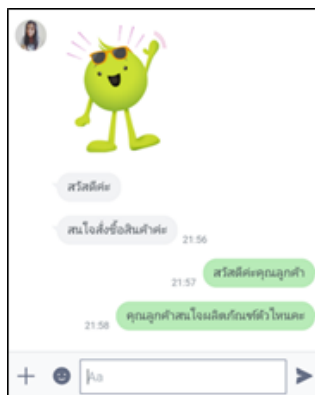 สวัสดีค่ะ
สนใจสั่งซื้อสินค้าค่ะ
21:56
สวัสดีค่ะคุณลูกค้า
21:57
คุณลูกค้าสนใจผลิตภัณฑ์ตัวไหนคะ
21:58
Aa